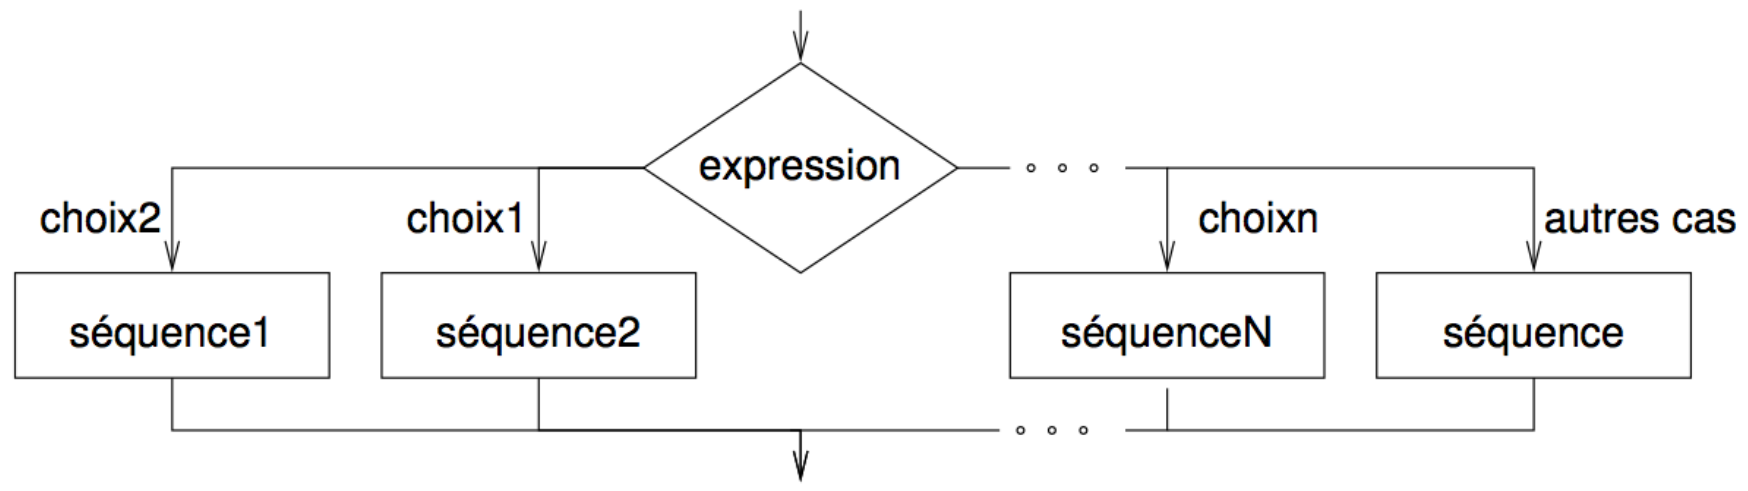 expression
choix2
choix1
choixn
autres cas
séquence1
séquence2
séquenceN
séquence